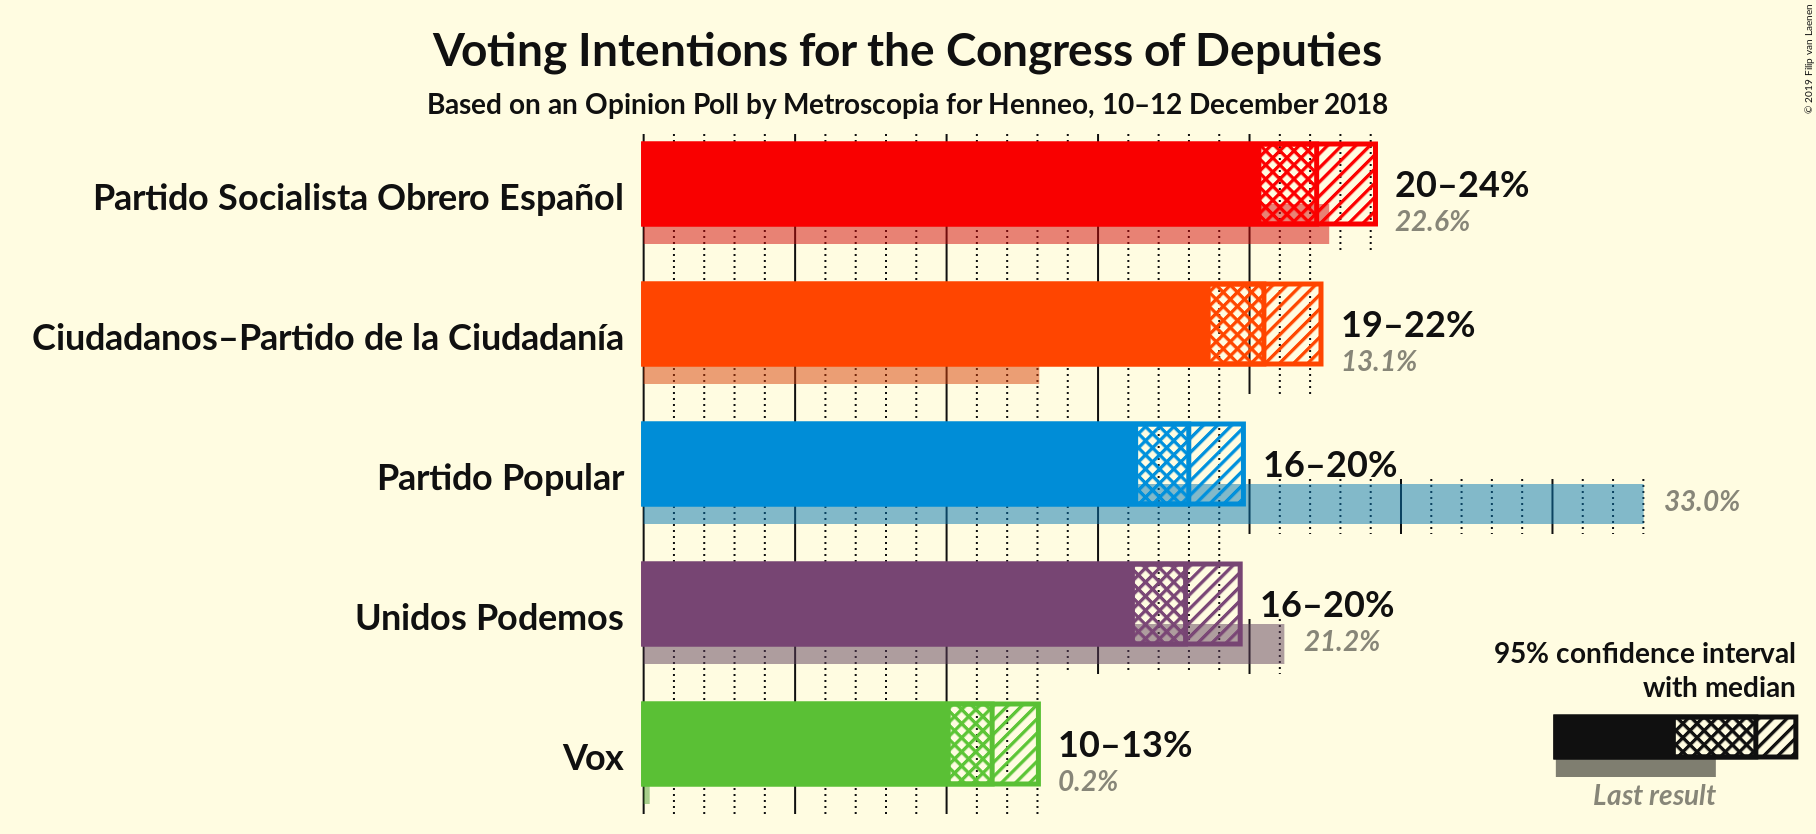 Voting Intentions for the Congress of Deputies
Based on an Opinion Poll by Metroscopia for Henneo, 10–12 December 2018
© 2019 Filip van Laenen
Partido Socialista Obrero Español
20–24%
22.6%
Ciudadanos–Partido de la Ciudadanía
19–22%
13.1%
Partido Popular
16–20%
33.0%
Unidos Podemos
16–20%
21.2%
Vox
10–13%
0.2%
95% confidence interval
with median
Last result